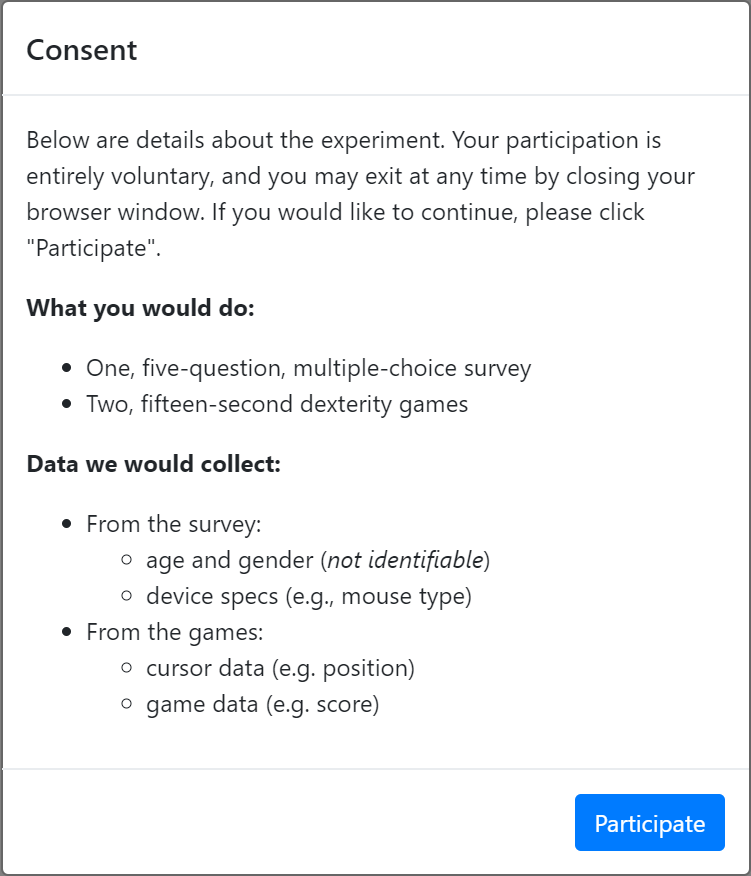 Consent
Below are details about the experiment. Your participation is
entirely voluntary, and you may exit at any time by closing your
browser window. If you would like to continue, please click
"Participate".
What you would do:
One, five-question, multiple-choice survey
Two, fifteen-second dexterity games
Data we would collect:
From the survey:
age and gender (not identifiable)
device specs (e.g., mouse type)
From the games:
cursor data (e.g. position)
game data (e.g. score)
Participate